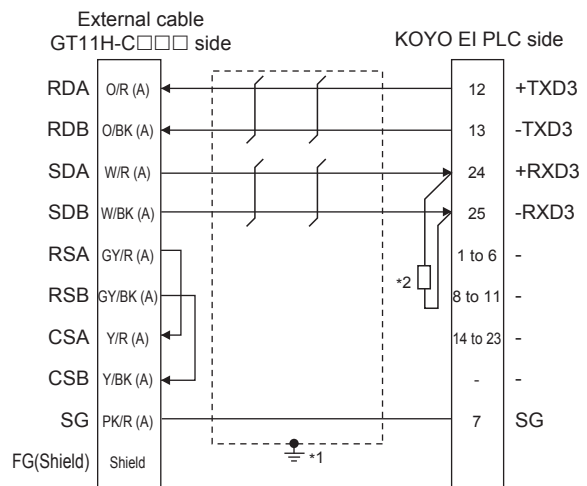 External cable
GT11H-C□□□ side
KOYO EI PLC side
RDA O/R (A) 12 +TXD3
RDB O/BK (A) 13 -TXD3
SDA W/R (A) 24 +RXD3
SDB W/BK (A) 25 -RXD3
RSA GY/R (A) 1 to 6 -
*2
RSB GY/BK (A) 8 to 11 -
CSA Y/R (A) 14 to 23 -
CSB Y/BK (A) - -
SG PK/R (A) 7 SG
FG(Shield) Shield
*1